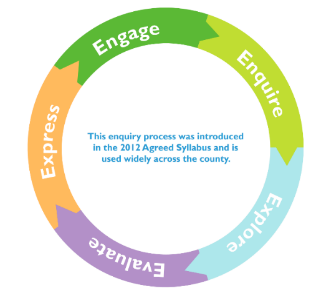 Engage
Enquire
Explore
Evaluate
Express
This enquiry process was introduced
in the 2012 Agreed Syllabus and is
used widely across the county.